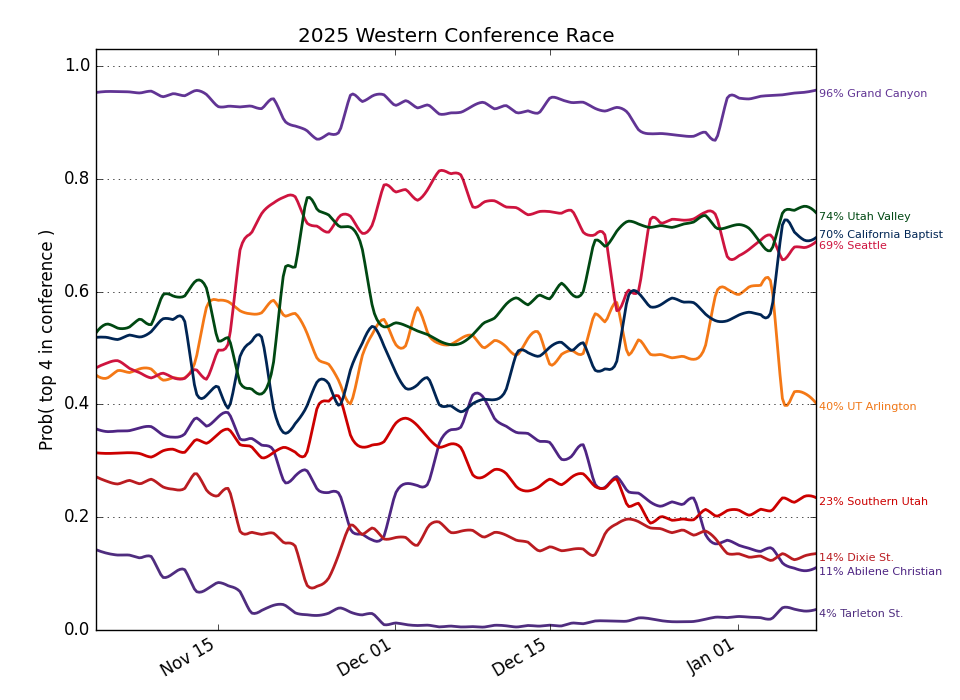 2025 Western Conference Race
Prob( top 4 in conference )
1.0
0.8
0.6
0.4
0.2
0.0
Nov 15
Dec 01
Dec 15
Jan 01
96% Grand Canyon
74% Utah Valley
70% California Baptist
69% Seattle
40% UT Arlington
23% Southern Utah
14% Dixie St.
11% Abilene Christian
4% Tarleton St.